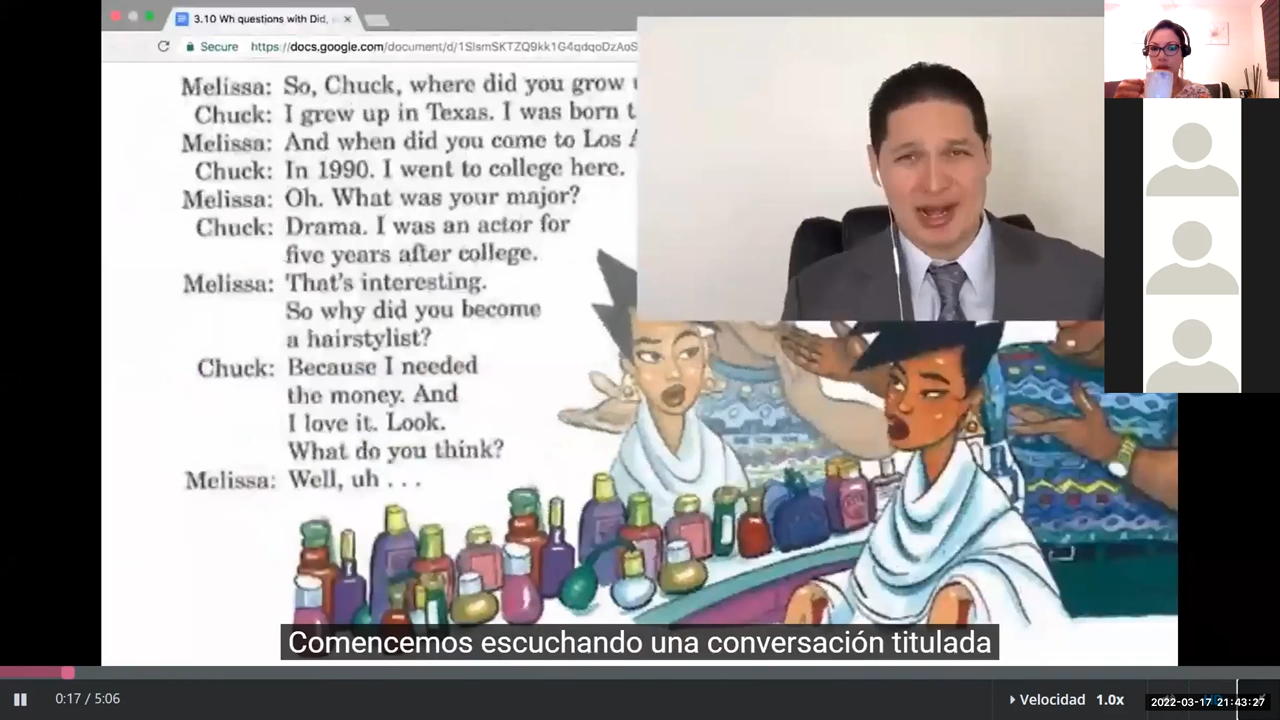 3.10 Wh questions with Did,
Secure
https://docs.google.com/document/d/1SlsmSKTZQ9kk1G4qdqoDzAoS
Melissa: So, Chuck, where did you grow
Chuck: I grew up in Texas. I was born
Melissa: And when did you come to Los
Chuck: In 1990. I went to college here.
Melissa: Oh. What was your major?
Chuck: Drama. I was an actor for
five years after college.
Melissa: That's interesting.
So why did you become
a hairstylist?
Chuck: Because I needed
the money. And
I love it. Look.
What do you think?
Melissa: Well, uh . . .
Comencemos escuchando una conversación titulada
0:17 / 5:06
Velocidad 1.0x
2022-03-17 21:43:27